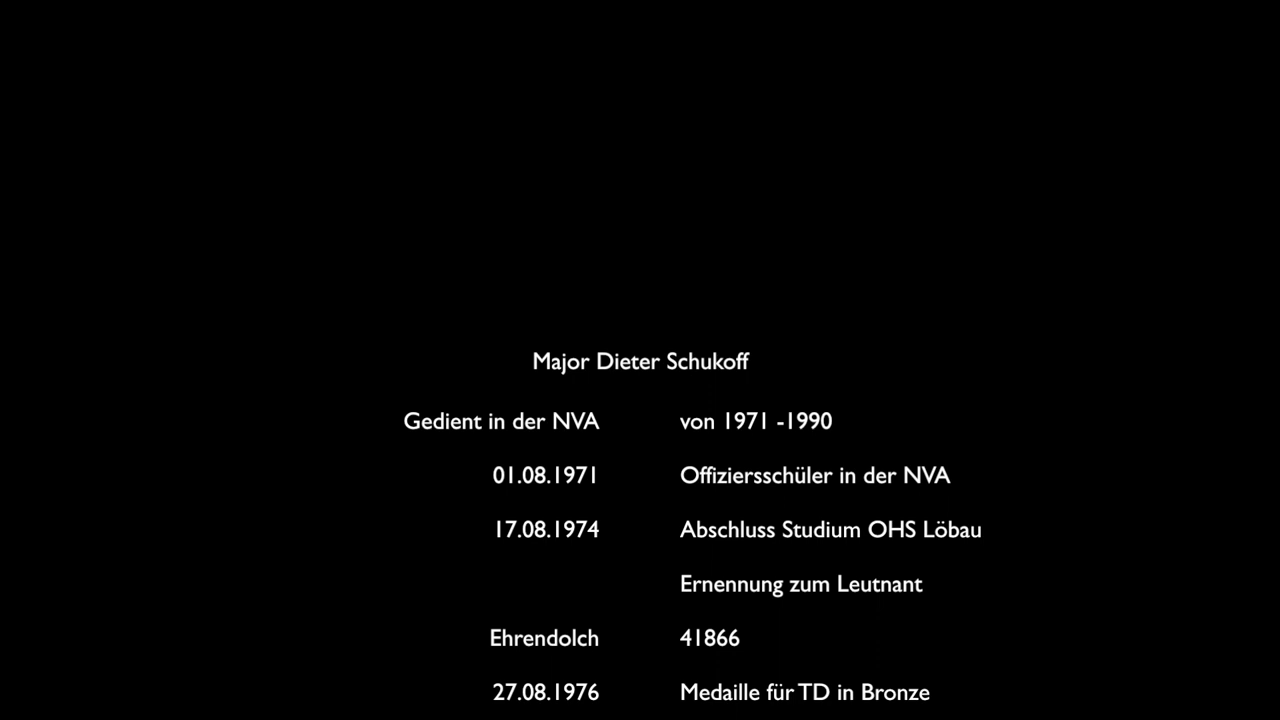 Major Dieter Schukoff
Gedient in der NVA von 1971 -1990
01.08.1971 Offiziersschüler in der NVA
17.08.1974 Abschluss Studium OHS Löbau
Ernennung zum Leutnant
Ehrendolch 41866
27.08.1976 Medaille für TD in Bronze